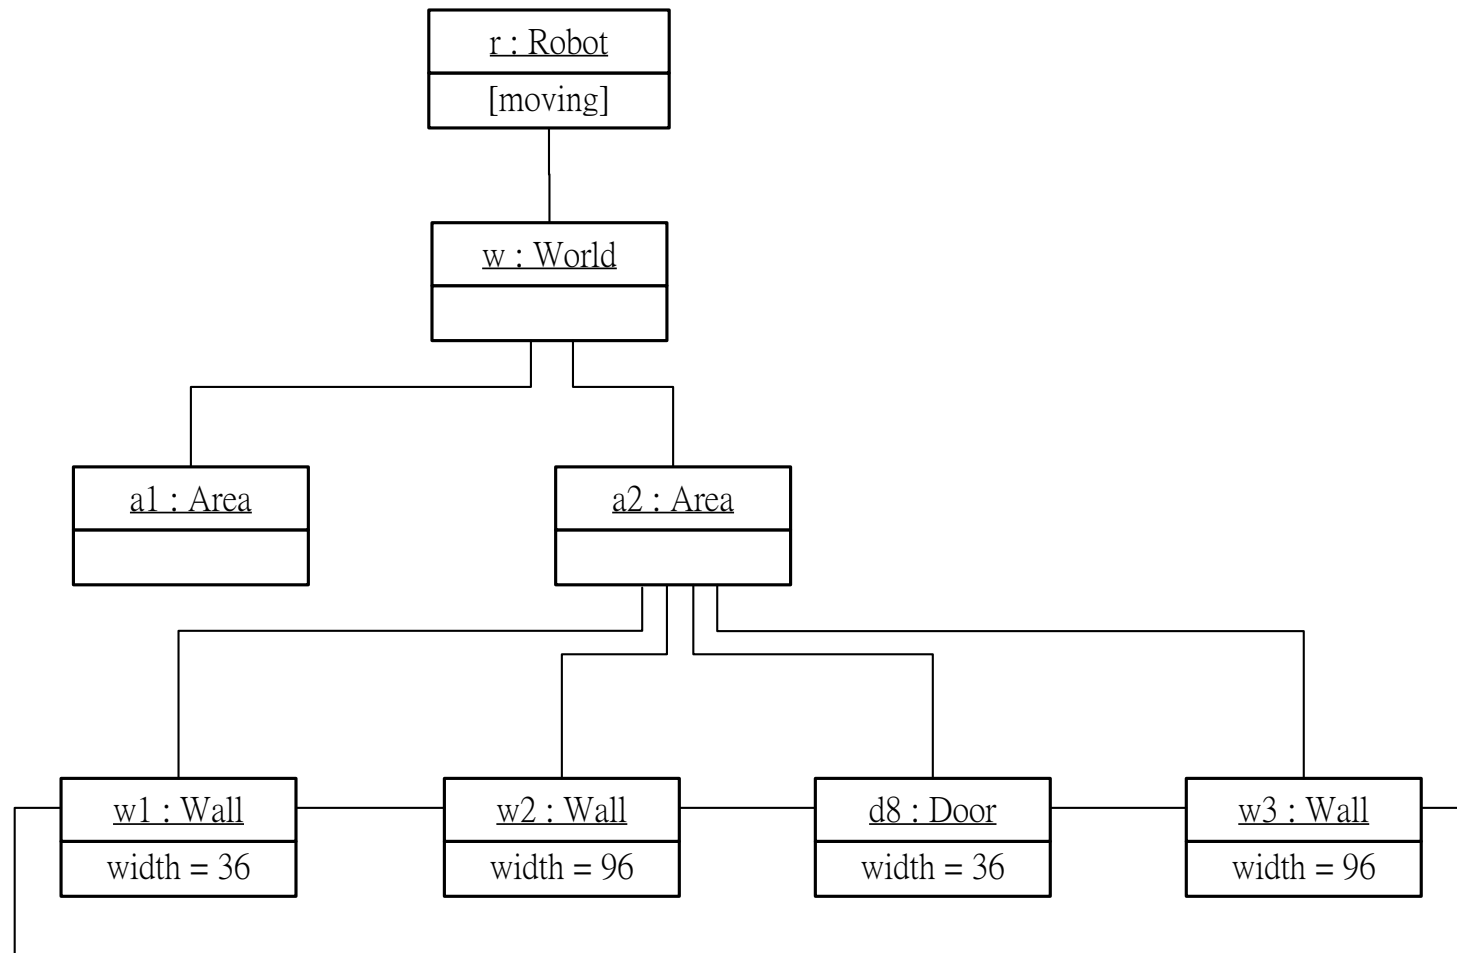 r : Robot
[moving]
w : World
a1 : Area
a2 : Area
w1 : Wall
width = 36
w2 : Wall
width = 96
d8 : Door
width = 36
w3 : Wall
width = 96